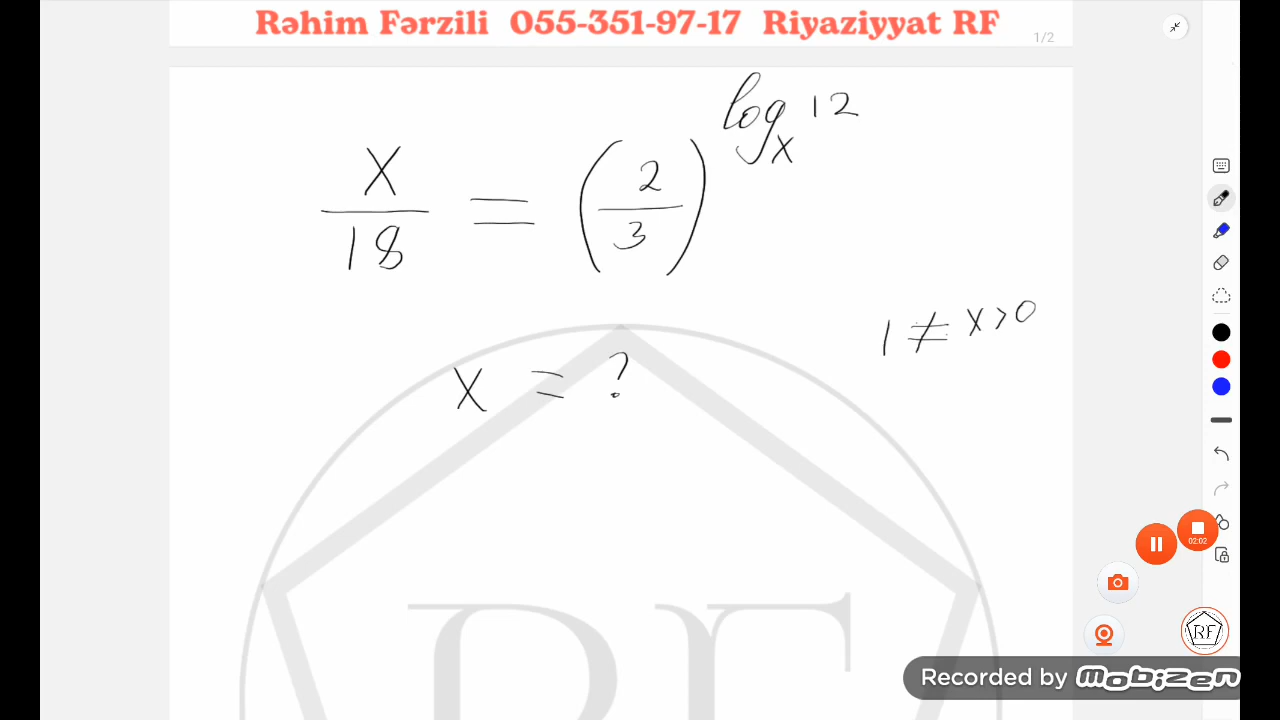 Rəhim Fərzili 055-351-97-17 Riyaziyyat RF
1/2
x/18 = (2/3)^log_x 12
1 ≠ x > 0
x = ?
RF
02:02
RF
Recorded by mobizen